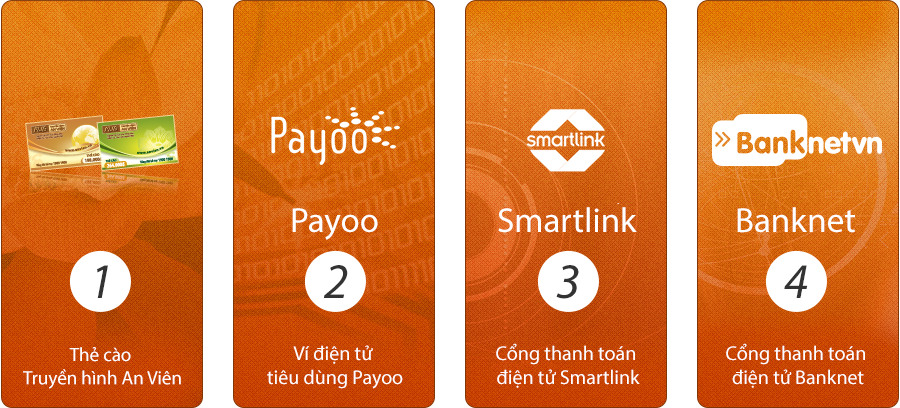 Payoo
Payoo
2
Ví điện tử
tiêu dùng Payoo
smartlink
Smartlink
3
Cổng thanh toán
điện tử Smartlink
Banknetvn
Banknet
4
Cổng thanh toán
điện tử Banknet
1
Thẻ cào
Truyền hình An Viên